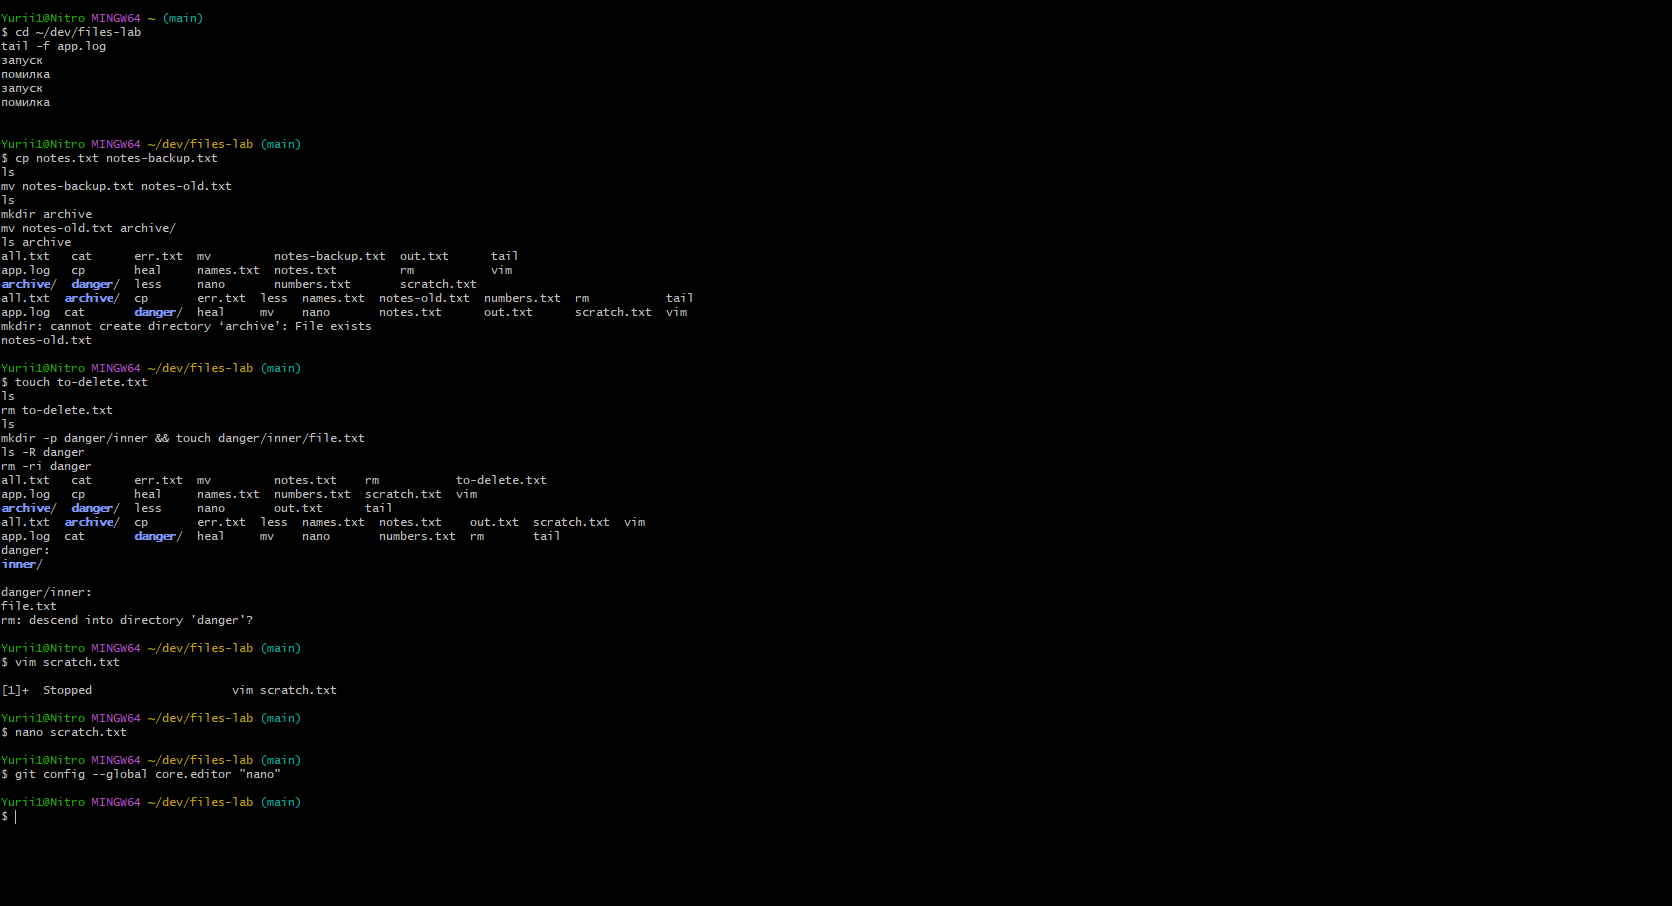 Yurii1@Nitro MINGW64 ~ (main)
$ cd ~/dev/files-lab
tail -f app.log
запуск
помилка
запуск
помилка
Yurii1@Nitro MINGW64 ~/dev/files-lab (main)
$ cp notes.txt notes-backup.txt
ls
mv notes-backup.txt notes-old.txt
ls
mkdir archive
mv notes-old.txt archive/
ls archive
all.txt   cat      err.txt  mv         notes-backup.txt  out.txt      tail
app.log   cp       heal     names.txt  notes.txt         rm           vim
archive/  danger/  less     nano       numbers.txt       scratch.txt
all.txt  archive/  cp       err.txt  less  names.txt  notes-old.txt  numbers.txt  rm           tail
app.log  cat       danger/  heal     mv    nano       notes.txt      out.txt      scratch.txt  vim
mkdir: cannot create directory ‘archive’: File exists
notes-old.txt
Yurii1@Nitro MINGW64 ~/dev/files-lab (main)
$ touch to-delete.txt
ls
rm to-delete.txt
ls
mkdir -p danger/inner && touch danger/inner/file.txt
ls -R danger
rm -ri danger
all.txt   cat      err.txt  mv         notes.txt    rm           to-delete.txt
app.log   cp       heal     names.txt  numbers.txt  scratch.txt  vim
archive/  danger/  less     nano       out.txt      tail
all.txt  archive/  cp       err.txt  less  names.txt  notes.txt    out.txt  scratch.txt  vim
app.log  cat       danger/  heal     mv    nano       numbers.txt  rm       tail
danger:
inner/
danger/inner:
file.txt
rm: descend into directory 'danger'?
Yurii1@Nitro MINGW64 ~/dev/files-lab (main)
$ vim scratch.txt
[1]+  Stopped                    vim scratch.txt
Yurii1@Nitro MINGW64 ~/dev/files-lab (main)
$ nano scratch.txt
Yurii1@Nitro MINGW64 ~/dev/files-lab (main)
$ git config --global core.editor "nano"
Yurii1@Nitro MINGW64 ~/dev/files-lab (main)
$